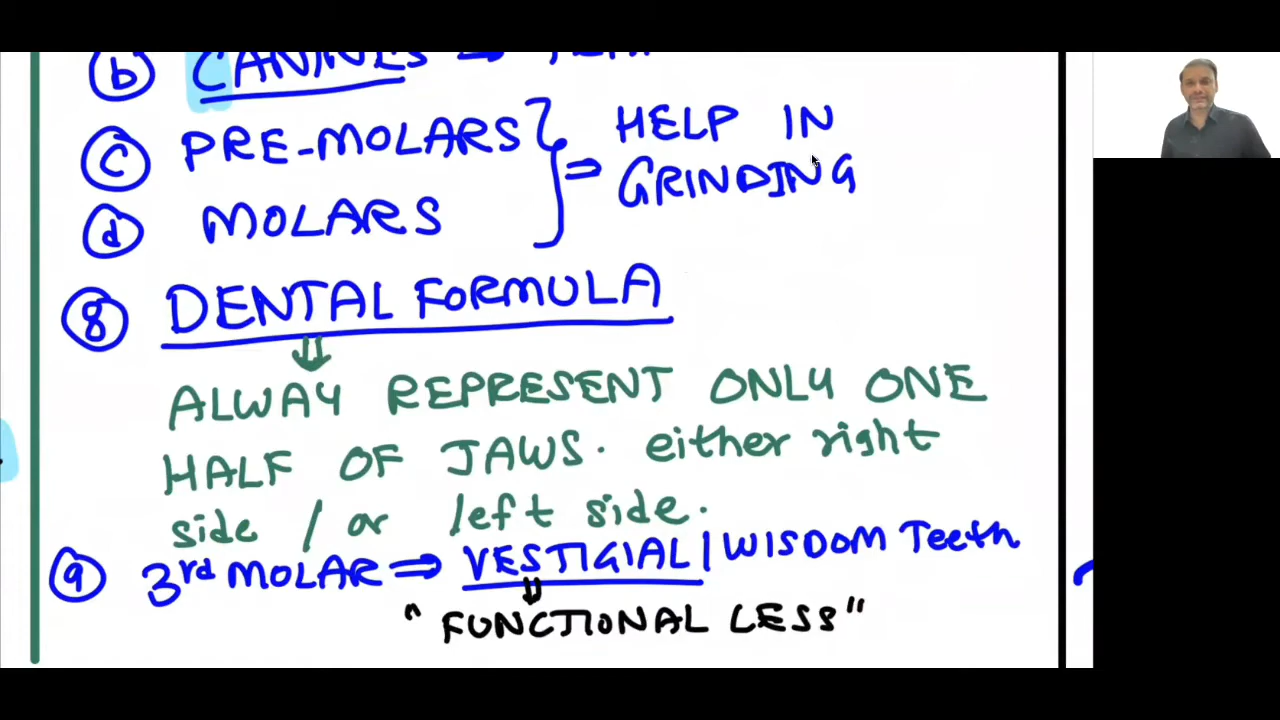 b CANINES ⇒
c PRE-MOLARS } ⇒ HELP IN GRINDING
d MOLARS
8 DENTAL FORMULA
⇓
ALWAY REPRESENT ONLY ONE
HALF OF JAWS. either right
side / or left side.
9 3rd MOLAR ⇒ VESTIGIAL | WISDOM Teeth
⇓
"FUNCTIONAL LESS"